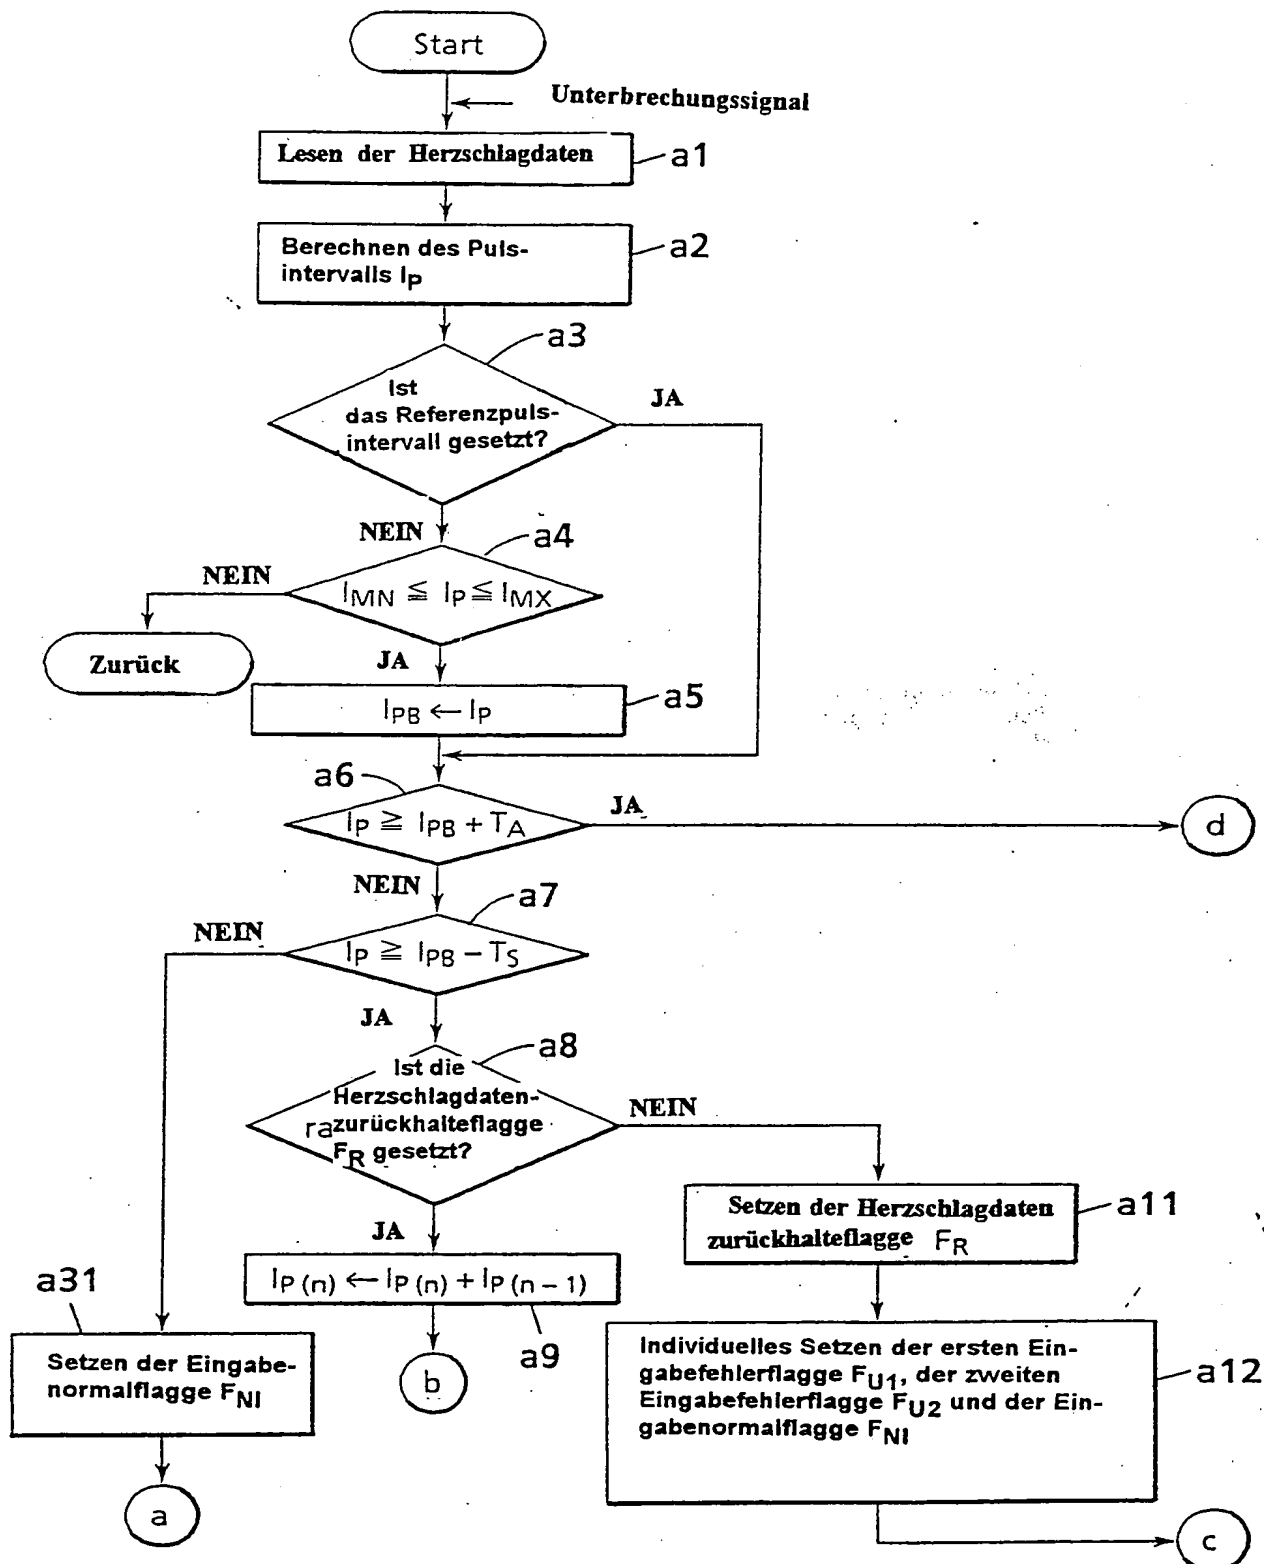 Start
Unterbrechungssignal
Lesen der Herzschlagdaten
a1
Berechnen des Puls-
intervalls IP
a2
a3
Ist
das Referenzpuls-
intervall gesetzt?
JA
NEIN
a4
NEIN
IMN ≦ IP ≦ IMX
Zurück
JA
IPB ← IP
a5
a6
IP ≧ IPB + TA
JA
d
NEIN
a7
NEIN
IP ≧ IPB − TS
JA
a8
Ist die
Herzschlagdaten-
razurückhalteflagge
FR gesetzt?
NEIN
JA
Setzen der Herzschlagdaten
zurückhalteflagge FR
a11
IP (n) ← IP (n) + IP (n − 1)
a9
a31
Setzen der Eingabe-
normalflagge FNI
b
Individuelles Setzen der ersten Ein-
gabefehlerflagge FU1, der zweiten
Eingabefehlerflagge FU2 und der Ein-
gabenormalflagge FNI
a12
a
c